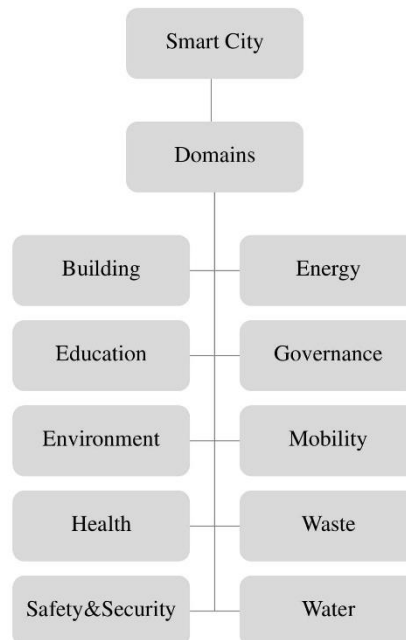 Smart City
Domains
Building
Energy
Education
Governance
Environment
Mobility
Health
Waste
Safety&Security
Water